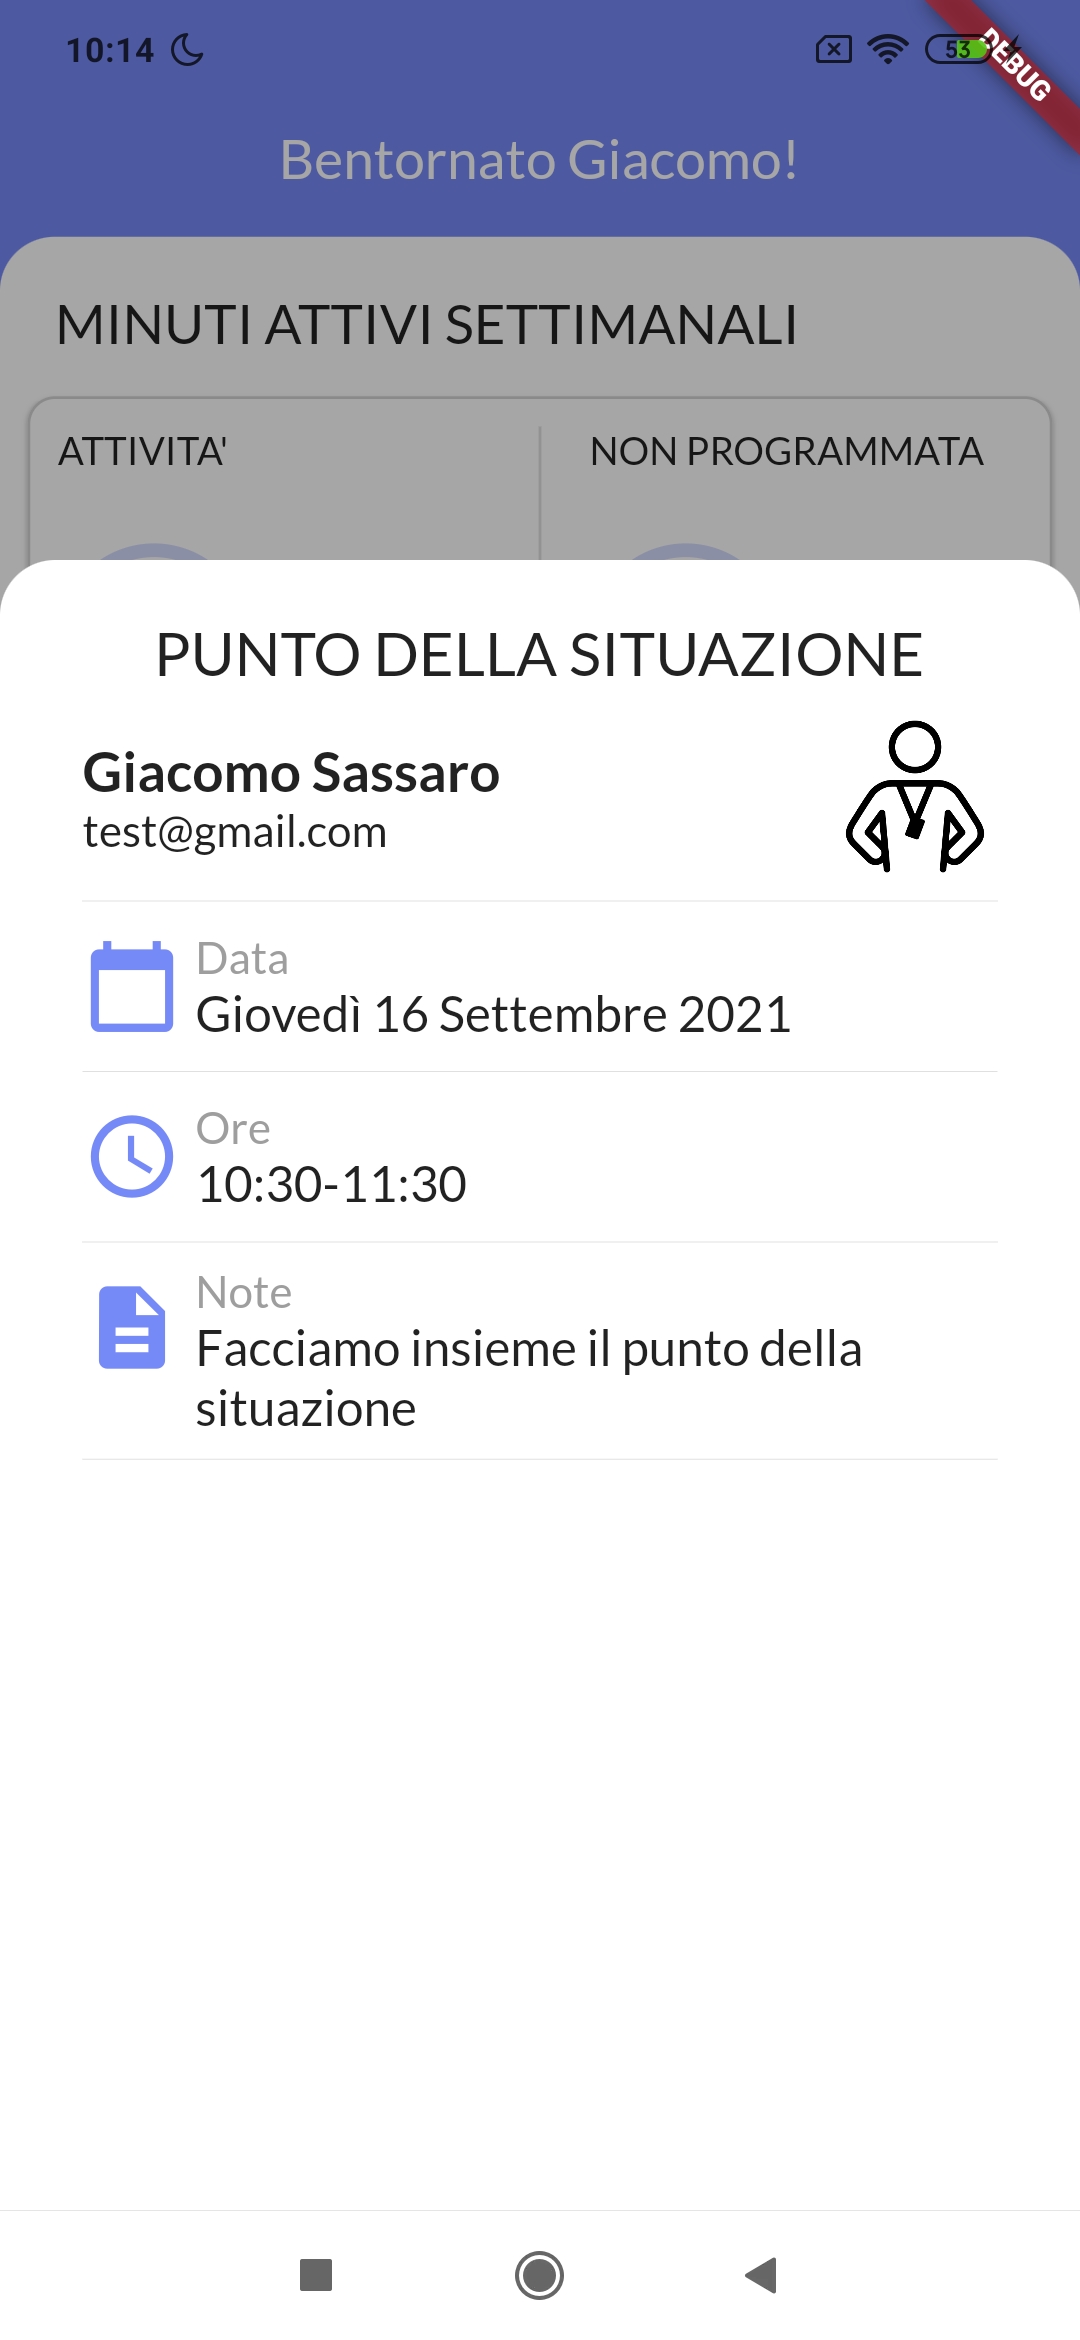 10:14
53
DEBUG
Bentornato Giacomo!
MINUTI ATTIVI SETTIMANALI
ATTIVITA'
NON PROGRAMMATA
PUNTO DELLA SITUAZIONE
Giacomo Sassaro
test@gmail.com
Data
Giovedì 16 Settembre 2021
Ore
10:30-11:30
Note
Facciamo insieme il punto della
situazione